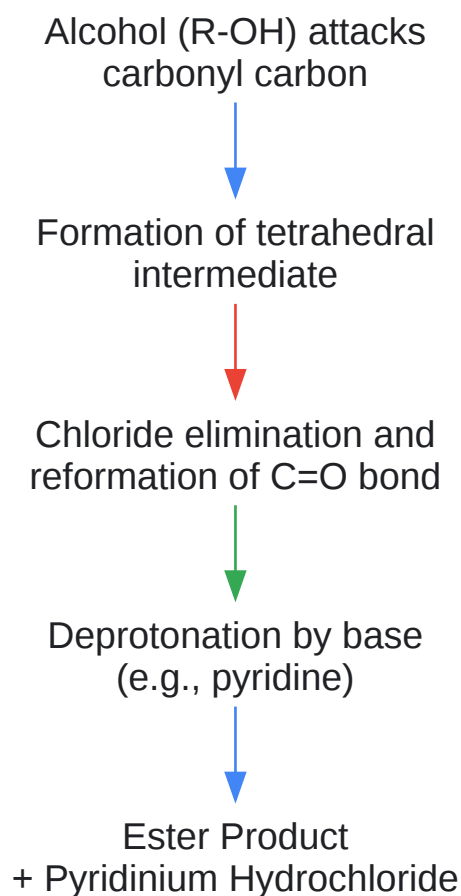 Alcohol (R-OH) attacks
carbonyl carbon
Formation of tetrahedral
intermediate
Chloride elimination and
reformation of C=O bond
Deprotonation by base
(e.g., pyridine)
Ester Product
+ Pyridinium Hydrochloride